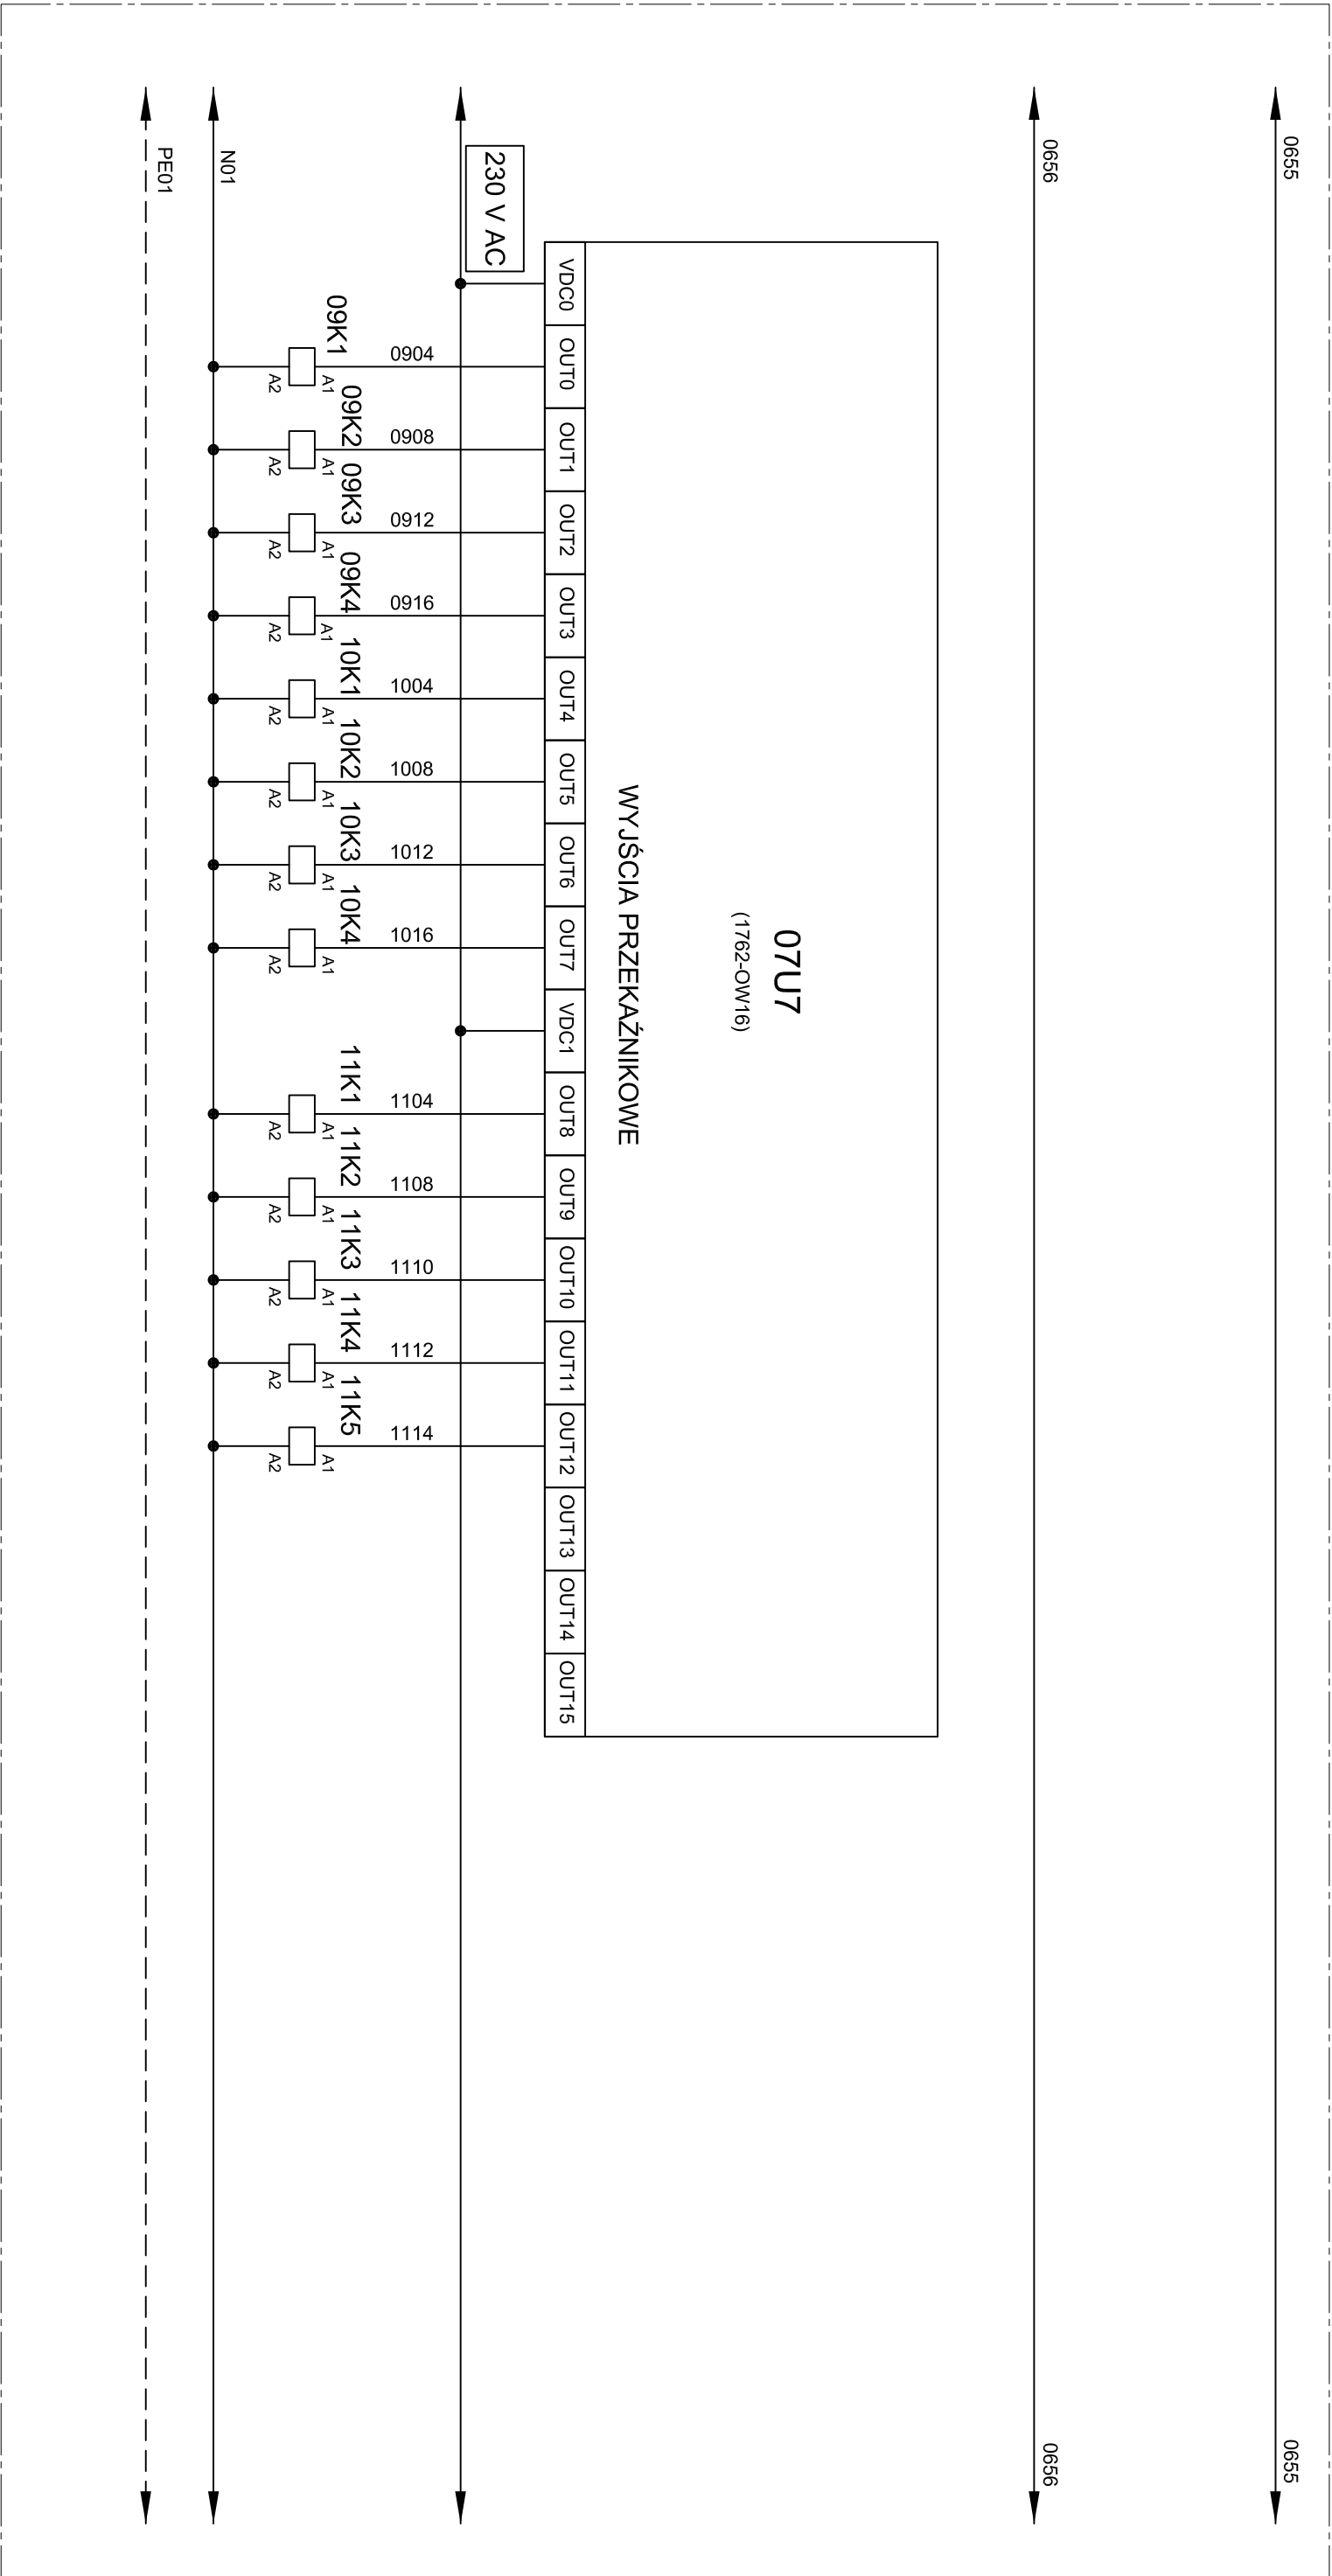 0655
0655
0656
0656
07U7
(1762-OW16)
WYJŚCIA PRZEKAŹNIKOWE
VDC0
OUT0
OUT1
OUT2
OUT3
OUT4
OUT5
OUT6
OUT7
VDC1
OUT8
OUT9
OUT10
OUT11
OUT12
OUT13
OUT14
OUT15
230 V AC
0904
0908
0912
0916
1004
1008
1012
1016
1104
1108
1110
1112
1114
09K1
09K2
09K3
09K4
10K1
10K2
10K3
10K4
11K1
11K2
11K3
11K4
11K5
A1
A1
A1
A1
A1
A1
A1
A1
A1
A1
A1
A1
A1
A2
A2
A2
A2
A2
A2
A2
A2
A2
A2
A2
A2
A2
N01
PE01